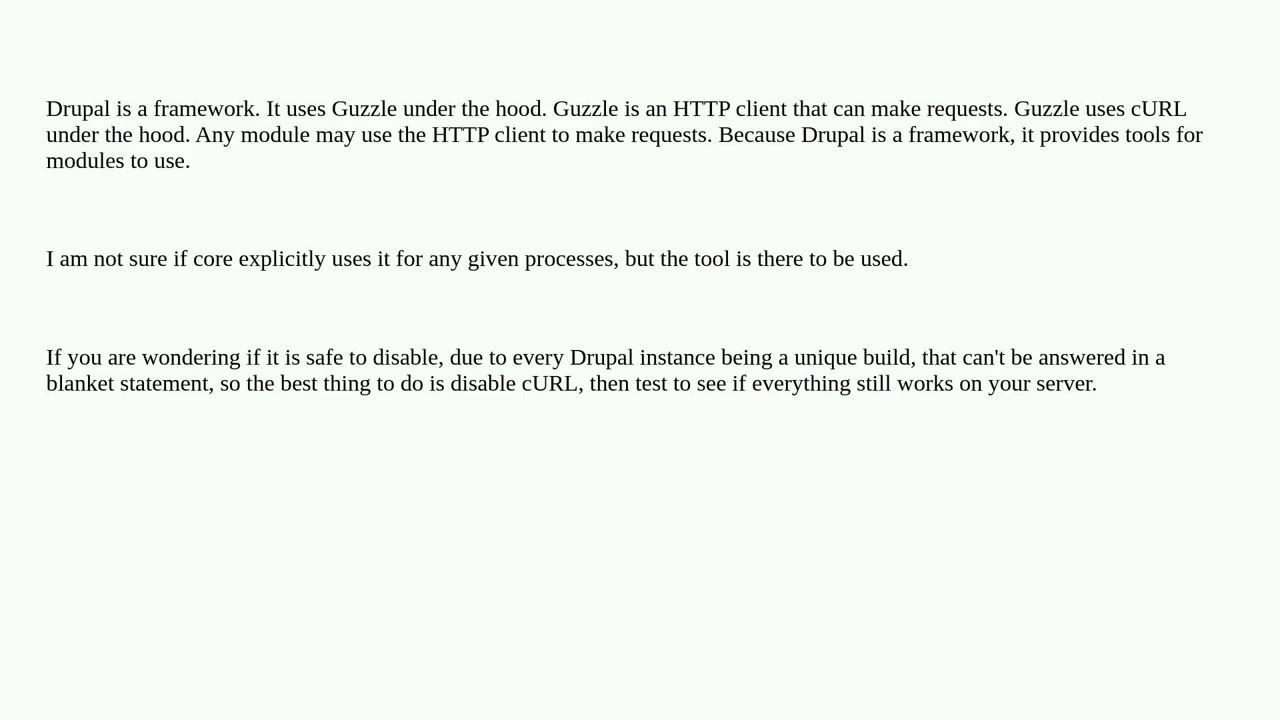 Drupal is a framework. It uses Guzzle under the hood. Guzzle is an HTTP client that can make requests. Guzzle uses cURL
under the hood. Any module may use the HTTP client to make requests. Because Drupal is a framework, it provides tools for
modules to use.
I am not sure if core explicitly uses it for any given processes, but the tool is there to be used.
If you are wondering if it is safe to disable, due to every Drupal instance being a unique build, that can't be answered in a
blanket statement, so the best thing to do is disable cURL, then test to see if everything still works on your server.